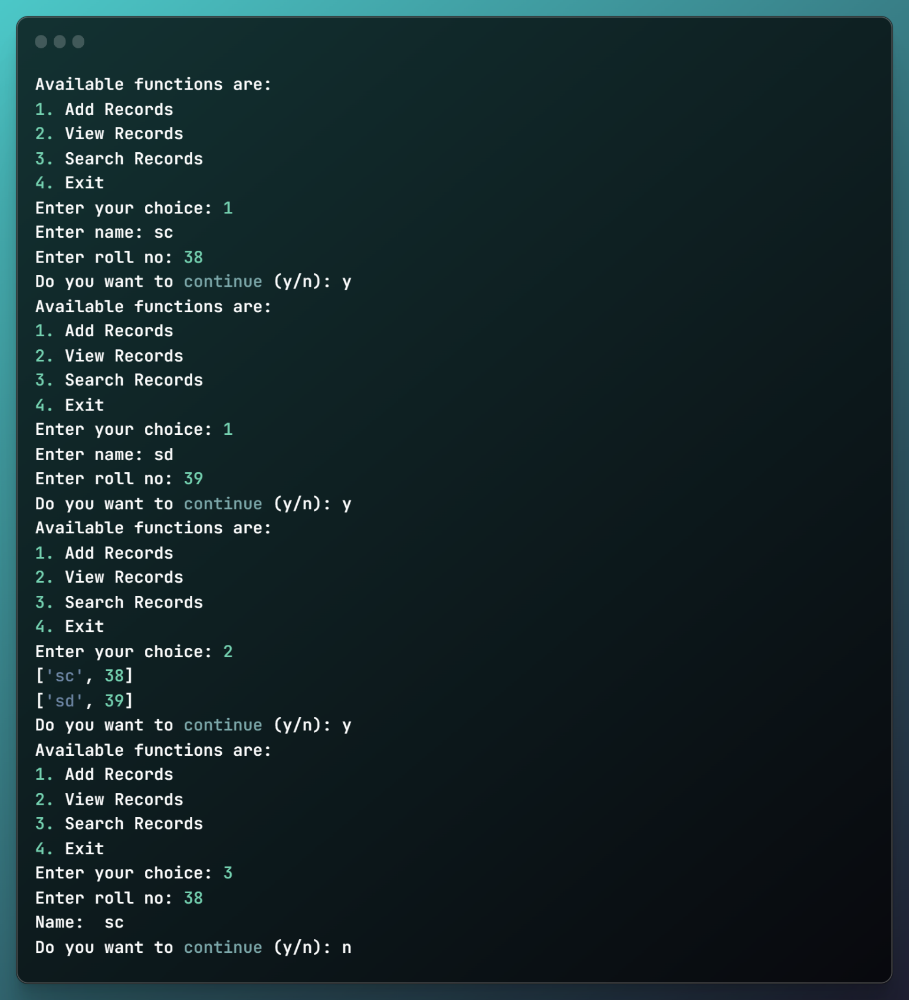 Available functions are:
1. Add Records
2. View Records
3. Search Records
4. Exit
Enter your choice: 1
Enter name: sc
Enter roll no: 38
Do you want to continue (y/n): y
Available functions are:
1. Add Records
2. View Records
3. Search Records
4. Exit
Enter your choice: 1
Enter name: sd
Enter roll no: 39
Do you want to continue (y/n): y
Available functions are:
1. Add Records
2. View Records
3. Search Records
4. Exit
Enter your choice: 2
['sc', 38]
['sd', 39]
Do you want to continue (y/n): y
Available functions are:
1. Add Records
2. View Records
3. Search Records
4. Exit
Enter your choice: 3
Enter roll no: 38
Name:  sc
Do you want to continue (y/n): n